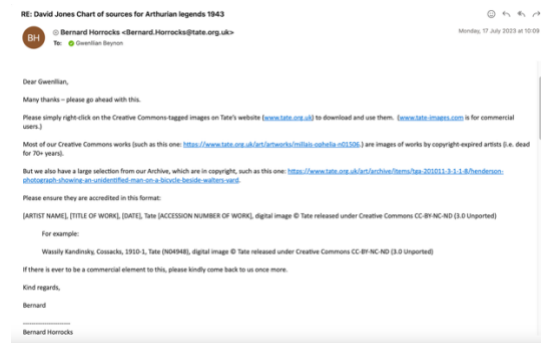 RE: David Jones Chart of sources for Arthurian legends 1943
BH
Bernard Horrocks <Bernard.Horrocks@tate.org.uk>
Monday, 17 July 2023 at 10:09
To: Gwenllian Beynon
Dear Gwenllian,
Many thanks – please go ahead with this.
Please simply right-click on the Creative Commons-tagged images on Tate's website (www.tate.org.uk) to download and use them. (www.tate-images.com is for commercial
users.)
Most of our Creative Commons works (such as this one: https://www.tate.org.uk/art/artworks/millais-ophelia-n01506.) are images of works by copyright-expired artists (i.e. dead
for 70+ years).
But we also have a large selection from our Archive, which are in copyright, such as this one: https://www.tate.org.uk/art/archive/items/tga-201011-3-1-1-8/henderson-
photograph-showing-an-unidentified-man-on-a-bicycle-beside-walters-yard.
Please ensure they are accredited in this format:
[ARTIST NAME], [TITLE OF WORK], [DATE], Tate [ACCESSION NUMBER OF WORK], digital image © Tate released under Creative Commons CC-BY-NC-ND (3.0 Unported)
For example:
Wassily Kandinsky, Cossacks, 1910-1, Tate (N04948), digital image © Tate released under Creative Commons CC-BY-NC-ND (3.0 Unported)
If there is ever to be a commercial element to this, please kindly come back to us once more.
Kind regards,
Bernard
Bernard Horrocks